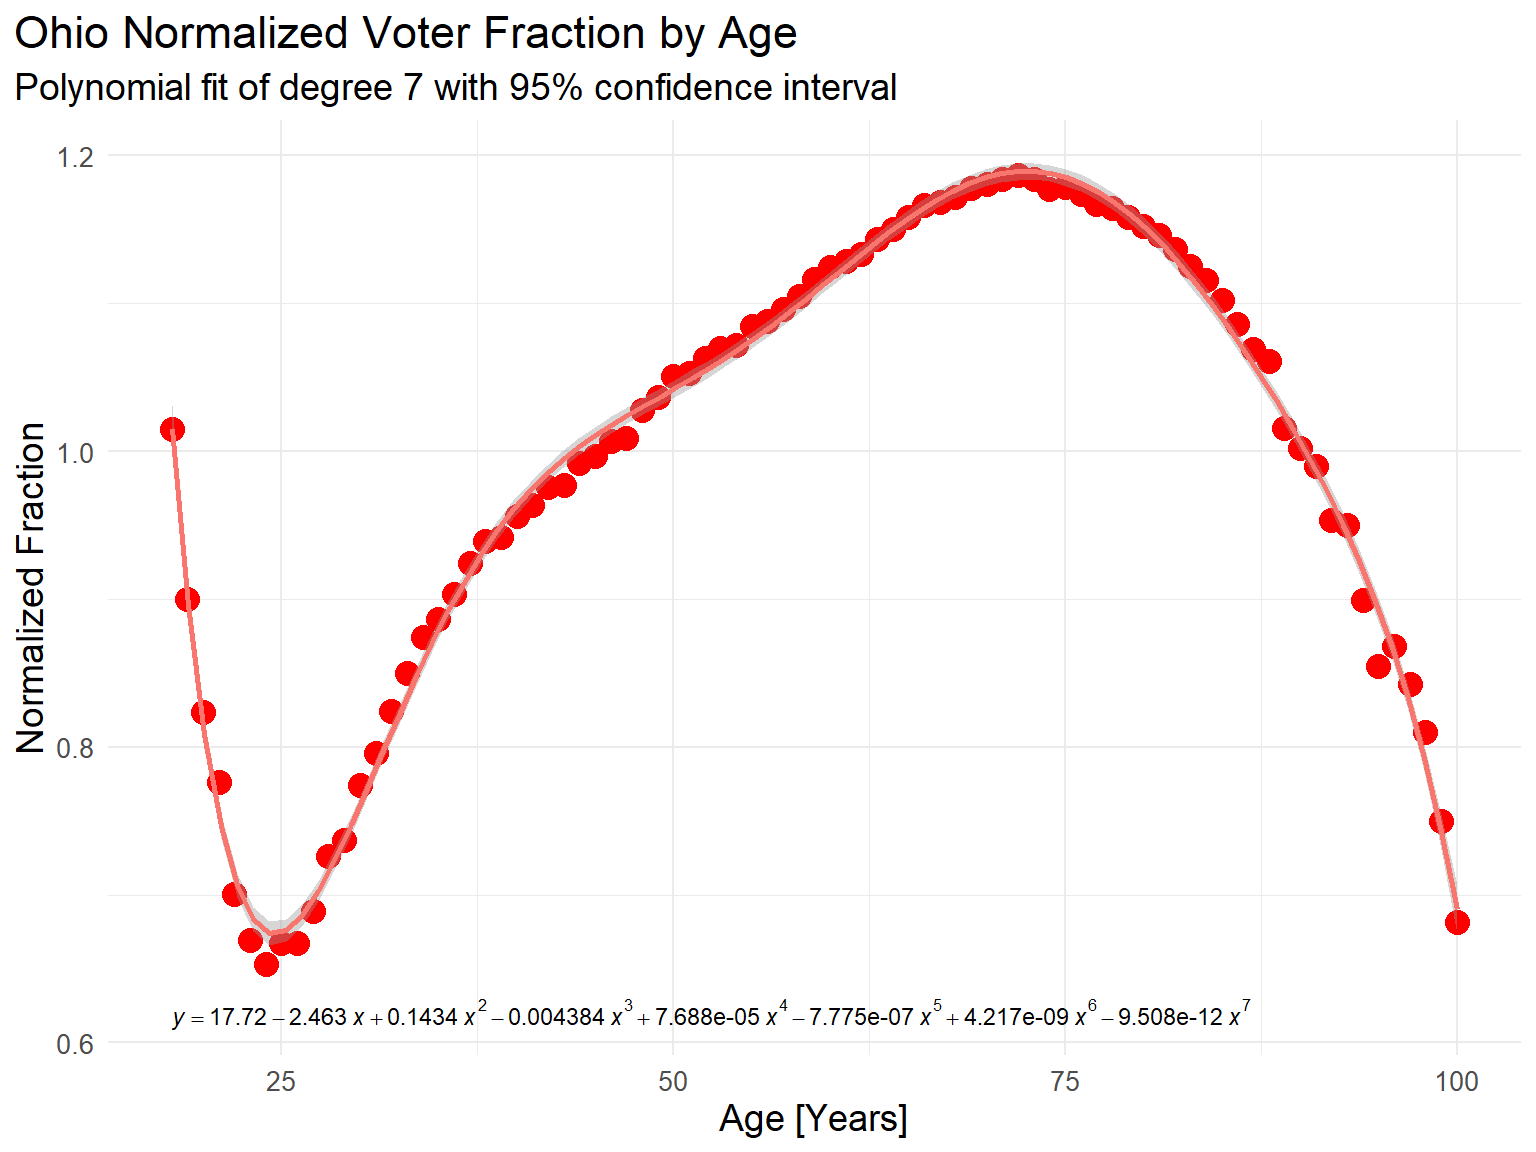 Ohio Normalized Voter Fraction by Age
Polynomial fit of degree 7 with 95% confidence interval
1.2
1.0
0.8
0.6
Normalized Fraction
y = 17.72 − 2.463 x + 0.1434 x² − 0.004384 x³ + 7.688e-05 x⁴ − 7.775e-07 x⁵ + 4.217e-09 x⁶ − 9.508e-12 x⁷
25 50 75 100
Age [Years]